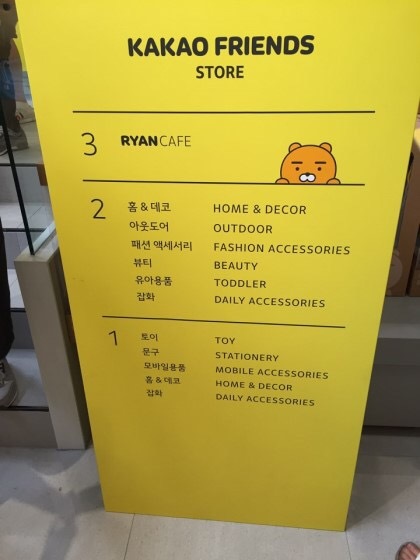 KAKAO FRIENDS
STORE
3 RYAN CAFE
2 홈 & 데코 HOME & DECOR
아웃도어 OUTDOOR
패션 액세서리 FASHION ACCESSORIES
뷰티 BEAUTY
유아용품 TODDLER
잡화 DAILY ACCESSORIES
1 토이 TOY
문구 STATIONERY
모바일용품 MOBILE ACCESSORIES
홈 & 데코 HOME & DECOR
잡화 DAILY ACCESSORIES